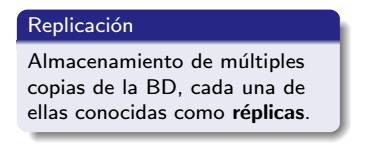 Replicación
Almacenamiento de múltiples
copias de la BD, cada una de
ellas conocidas como réplicas.